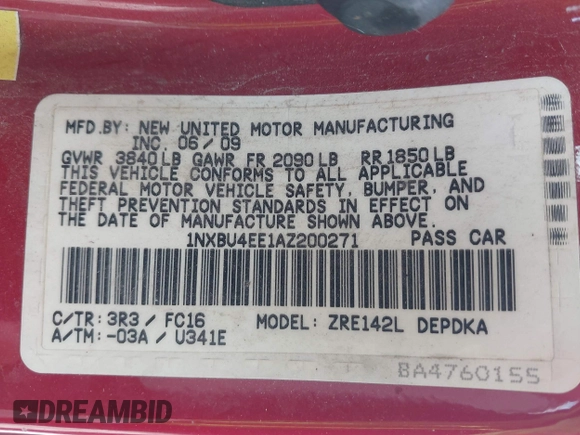 MFD.BY: NEW UNITED MOTOR MANUFACTURING
INC. 06/09
GVWR 3840LB GAWR FR 2090LB RR1850LB
THIS VEHICLE CONFORMS TO ALL APPLICABLE
FEDERAL MOTOR VEHICLE SAFETY, BUMPER, AND
THEFT PREVENTION STANDARDS IN EFFECT ON
THE DATE OF MANUFACTURE SHOWN ABOVE.
1NXBU4EE1AZ200271 PASS CAR
C/TR: 3R3 / FC16 MODEL: ZRE142L DEPDKA
A/TM: -03A / U341E
BA4760155
DREAMBID